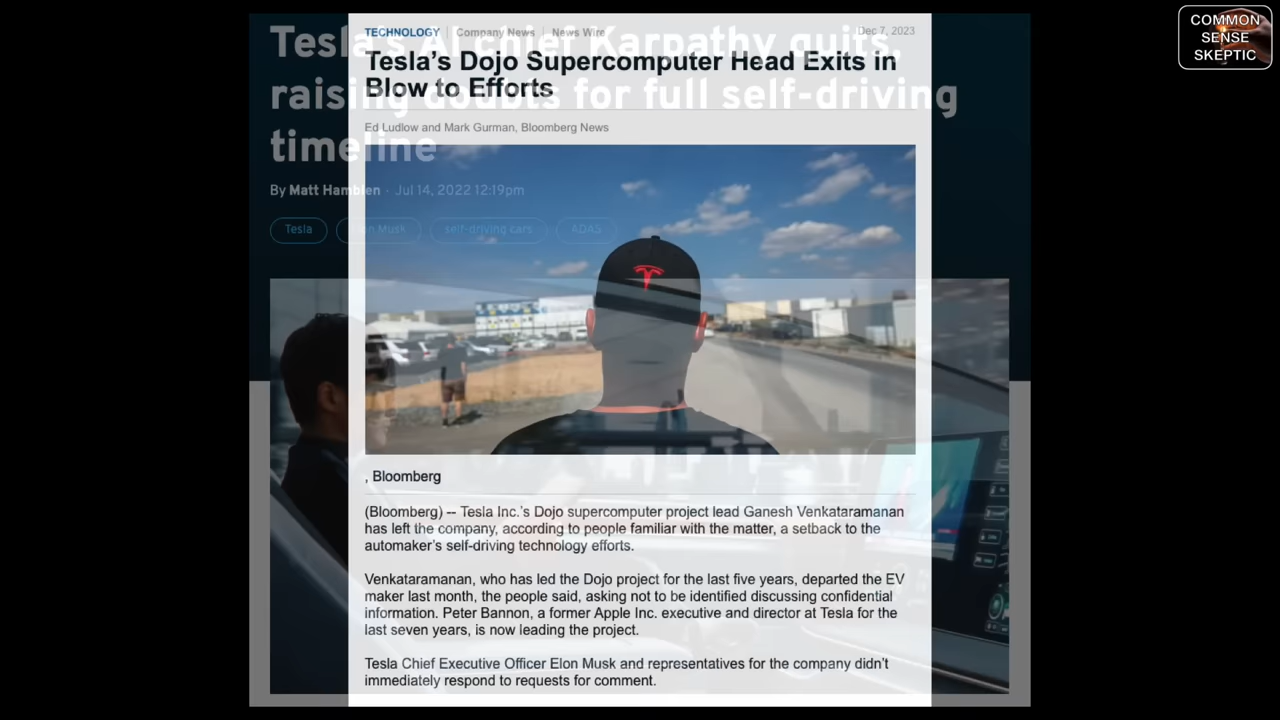 COMMON
SENSE
SKEPTIC
Tesla's AI chief Karpathy quits,
raising doubts for full self-driving
timeline
By Matt Hamblen · Jul 14, 2022 12:19pm
Tesla
Elon Musk
self-driving cars
ADAS
TECHNOLOGY | Company News | News Wire
Dec 7, 2023
Tesla’s Dojo Supercomputer Head Exits in
Blow to Efforts
Ed Ludlow and Mark Gurman, Bloomberg News
, Bloomberg
(Bloomberg) -- Tesla Inc.’s Dojo supercomputer project lead Ganesh Venkataramanan
has left the company, according to people familiar with the matter, a setback to the
automaker’s self-driving technology efforts.
Venkataramanan, who has led the Dojo project for the last five years, departed the EV
maker last month, the people said, asking not to be identified discussing confidential
information. Peter Bannon, a former Apple Inc. executive and director at Tesla for the
last seven years, is now leading the project.
Tesla Chief Executive Officer Elon Musk and representatives for the company didn’t
immediately respond to requests for comment.